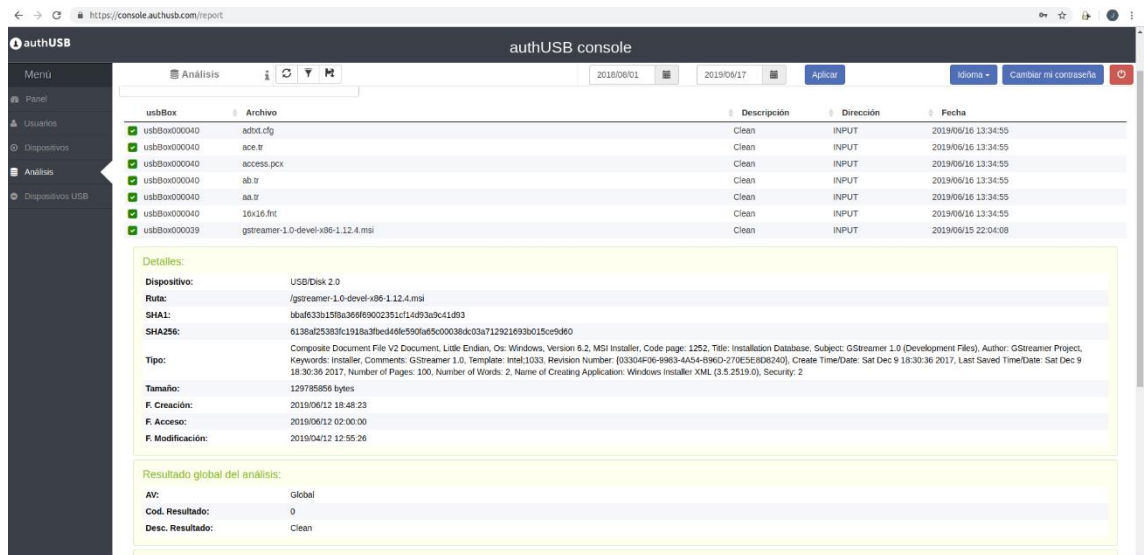 https://console.authusb.com/report
authUSB
authUSB console
Menú
Análisis
2018/08/01
2019/06/17
Aplicar
Idioma
Cambiar mi contraseña
Panel
Usuarios
Dispositivos
Análisis
Dispositivos USB
usbBox Archivo Descripción Dirección Fecha
usbBox000040 adtxt.cfg Clean INPUT 2019/06/16 13:34:55
usbBox000040 ace.tr Clean INPUT 2019/06/16 13:34:55
usbBox000040 access.pcx Clean INPUT 2019/06/16 13:34:55
usbBox000040 ab.tr Clean INPUT 2019/06/16 13:34:55
usbBox000040 aa.tr Clean INPUT 2019/06/16 13:34:55
usbBox000040 16x16.fnt Clean INPUT 2019/06/16 13:34:55
usbBox000039 gstreamer-1.0-devel-x86-1.12.4.msi Clean INPUT 2019/06/15 22:04:08
Detalles:
Dispositivo: USB/Disk 2.0
Ruta: /gstreamer-1.0-devel-x86-1.12.4.msi
SHA1: bbaf633b15f8a366f69002351cf14d93a9c41d93
SHA256: 6138af25383fc1918a3fbed46fe590fa65c00038dc03a712921693b015ce9d60
Tipo: Composite Document File V2 Document, Little Endian, Os: Windows, Version 6.2, MSI Installer, Code page: 1252, Title: Installation Database, Subject: GStreamer 1.0 (Development Files), Author: GStreamer Project,
Keywords: Installer, Comments: GStreamer 1.0, Template: Intel;1033, Revision Number: {03304F06-9983-4A54-B96D-270E5E8D8240}, Create Time/Date: Sat Dec 9 18:30:36 2017, Last Saved Time/Date: Sat Dec 9
18:30:36 2017, Number of Pages: 100, Number of Words: 2, Name of Creating Application: Windows Installer XML (3.5.2519.0), Security: 2
Tamaño: 129785856 bytes
F. Creación: 2019/06/12 18:48:23
F. Acceso: 2019/06/12 02:00:00
F. Modificación: 2019/04/12 12:55:26
Resultado global del análisis:
AV: Global
Cod. Resultado: 0
Desc. Resultado: Clean